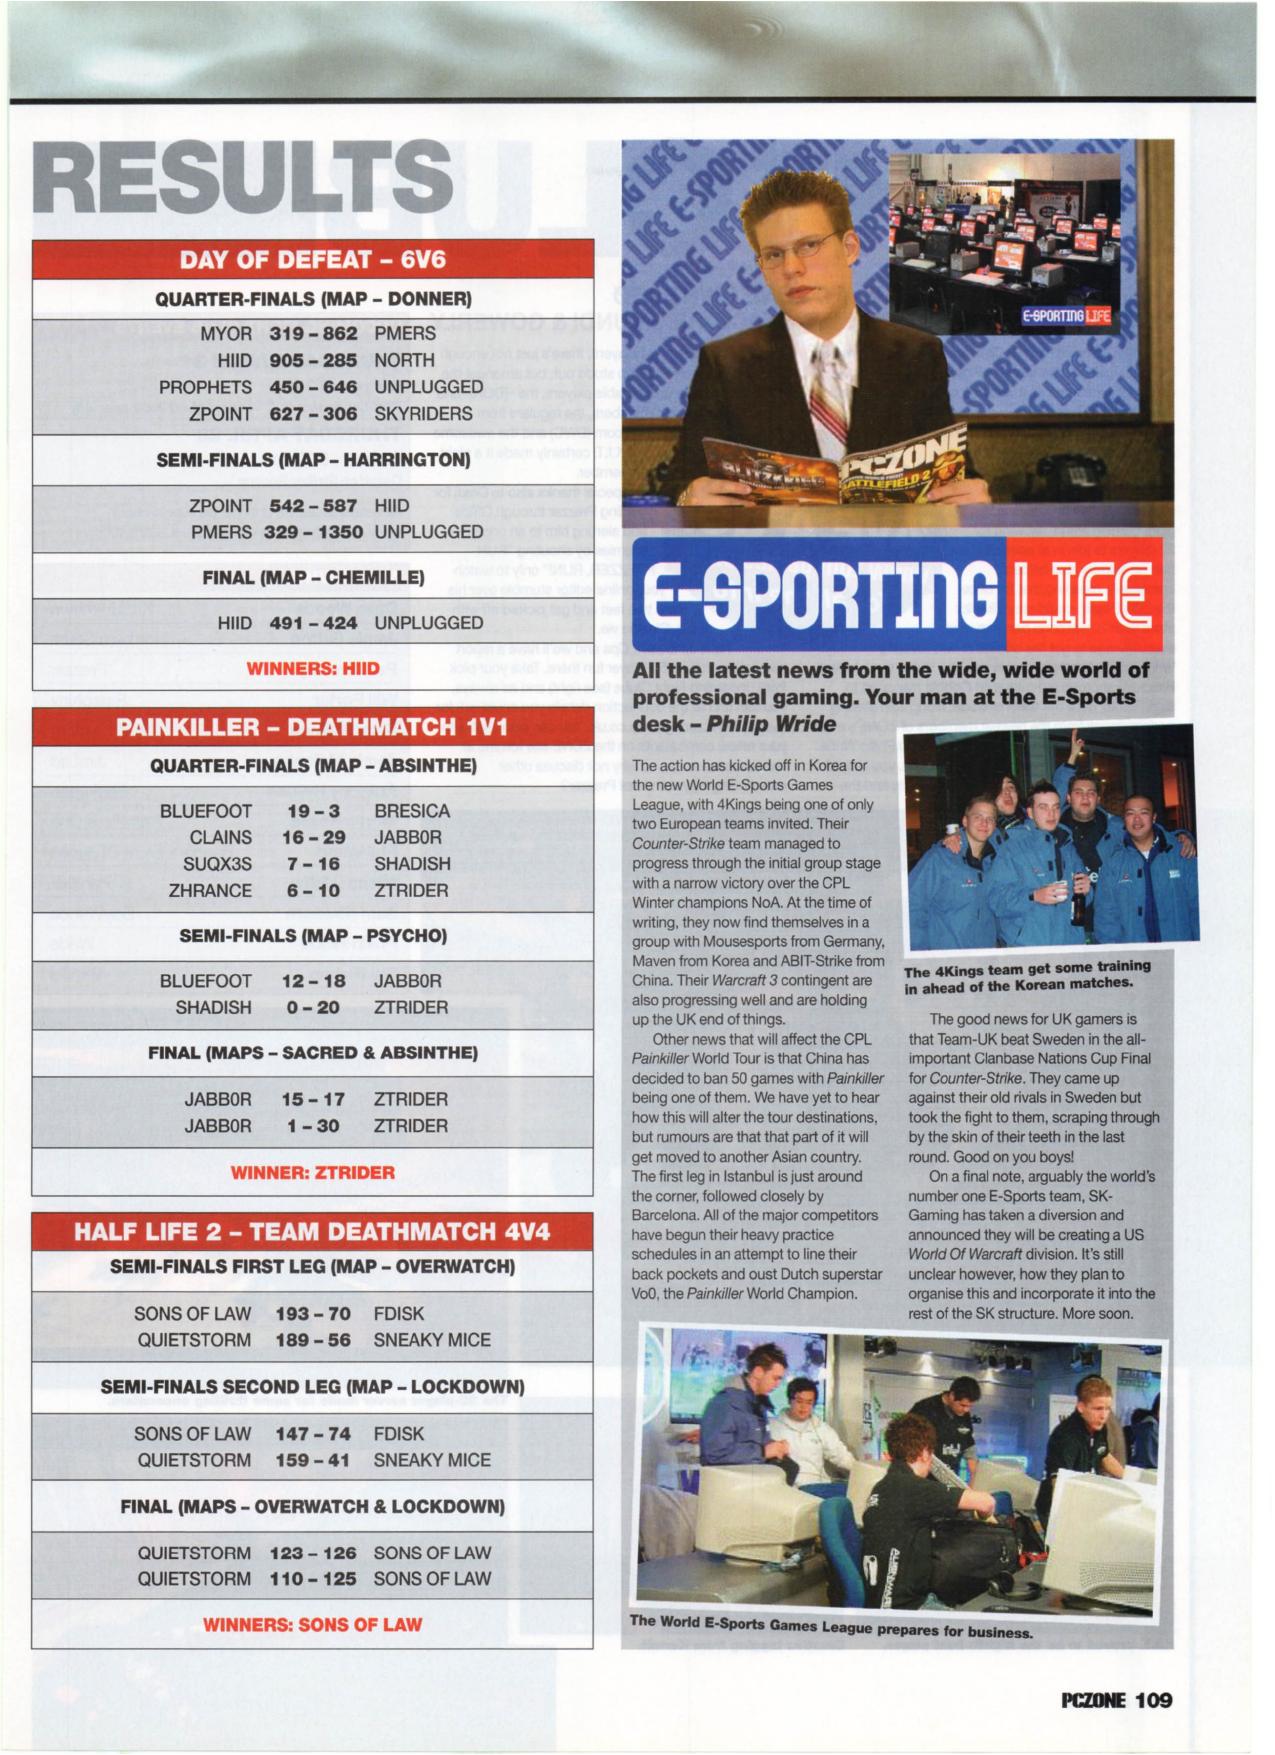 RESULTS
DAY OF DEFEAT – 6V6
QUARTER-FINALS (MAP – DONNER)
MYOR 319 – 862 PMERS
HIID 905 – 285 NORTH
PROPHETS 450 – 646 UNPLUGGED
ZPOINT 627 – 306 SKYRIDERS
SEMI-FINALS (MAP – HARRINGTON)
ZPOINT 542 – 587 HIID
PMERS 329 – 1350 UNPLUGGED
FINAL (MAP – CHEMILLE)
HIID 491 – 424 UNPLUGGED
WINNERS: HIID
PAINKILLER – DEATHMATCH 1V1
QUARTER-FINALS (MAP – ABSINTHE)
BLUEFOOT 19 – 3 BRESICA
CLAINS 16 – 29 JABB0R
SUQX3S 7 – 16 SHADISH
ZHRANCE 6 – 10 ZTRIDER
SEMI-FINALS (MAP – PSYCHO)
BLUEFOOT 12 – 18 JABB0R
SHADISH 0 – 20 ZTRIDER
FINAL (MAPS – SACRED & ABSINTHE)
JABB0R 15 – 17 ZTRIDER
JABB0R 1 – 30 ZTRIDER
WINNER: ZTRIDER
HALF LIFE 2 – TEAM DEATHMATCH 4V4
SEMI-FINALS FIRST LEG (MAP – OVERWATCH)
SONS OF LAW 193 – 70 FDISK
QUIETSTORM 189 – 56 SNEAKY MICE
SEMI-FINALS SECOND LEG (MAP – LOCKDOWN)
SONS OF LAW 147 – 74 FDISK
QUIETSTORM 159 – 41 SNEAKY MICE
FINAL (MAPS – OVERWATCH & LOCKDOWN)
QUIETSTORM 123 – 126 SONS OF LAW
QUIETSTORM 110 – 125 SONS OF LAW
WINNERS: SONS OF LAW
E-SPORTING LIFE
BLITZKRIEG
PCZONE
BATTLEFIELD 2
E-SPORTING LIFE
All the latest news from the wide, wide world of
professional gaming. Your man at the E-Sports
desk – Philip Wride
The action has kicked off in Korea for
the new World E-Sports Games
League, with 4Kings being one of only
two European teams invited. Their
Counter-Strike team managed to
progress through the initial group stage
with a narrow victory over the CPL
Winter champions NoA. At the time of
writing, they now find themselves in a
group with Mousesports from Germany,
Maven from Korea and ABIT-Strike from
China. Their Warcraft 3 contingent are
also progressing well and are holding
up the UK end of things.
Other news that will affect the CPL
Painkiller World Tour is that China has
decided to ban 50 games with Painkiller
being one of them. We have yet to hear
how this will alter the tour destinations,
but rumours are that that part of it will
get moved to another Asian country.
The first leg in Istanbul is just around
the corner, followed closely by
Barcelona. All of the major competitors
have begun their heavy practice
schedules in an attempt to line their
back pockets and oust Dutch superstar
Vo0, the Painkiller World Champion.
The 4Kings team get some training
in ahead of the Korean matches.
The good news for UK gamers is
that Team-UK beat Sweden in the all-
important Clanbase Nations Cup Final
for Counter-Strike. They came up
against their old rivals in Sweden but
took the fight to them, scraping through
by the skin of their teeth in the last
round. Good on you boys!
On a final note, arguably the world's
number one E-Sports team, SK-
Gaming has taken a diversion and
announced they will be creating a US
World Of Warcraft division. It's still
unclear however, how they plan to
organise this and incorporate it into the
rest of the SK structure. More soon.
intel
ALIENWARE
The World E-Sports Games League prepares for business.
PCZONE 109